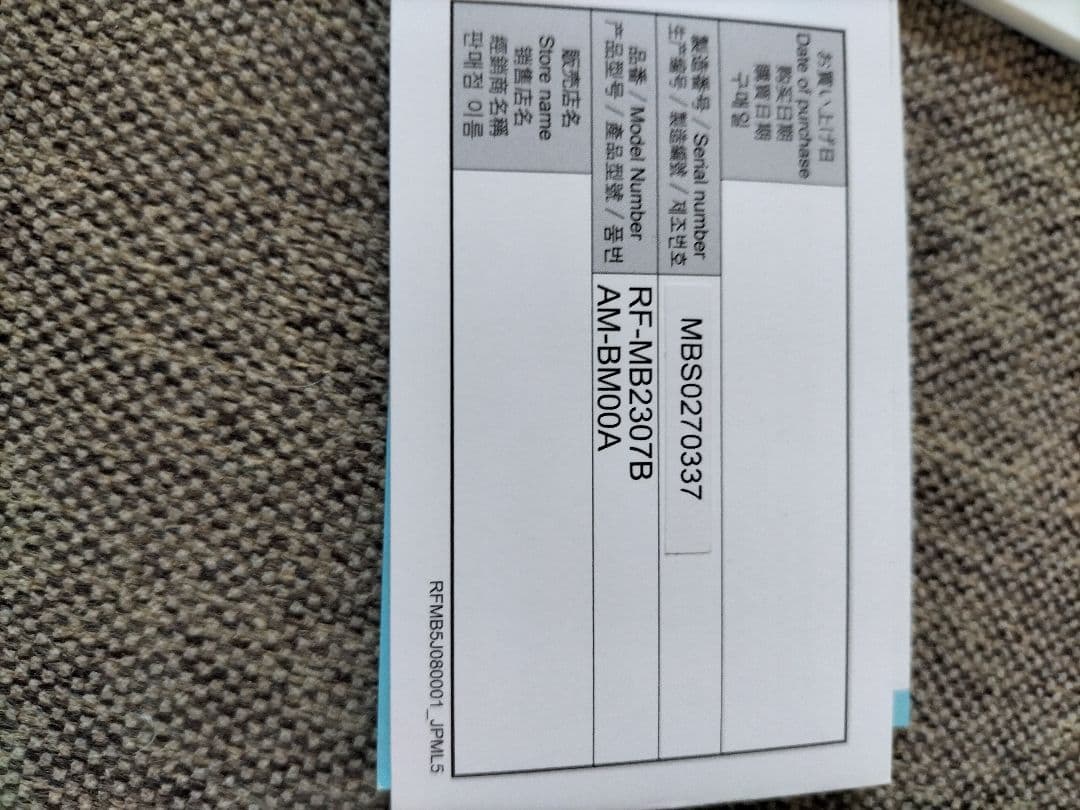 お買い上げ日
Date of purchase
购买日期
購買日期
구매일
製造番号 / Serial number
生产编号 / 製造編號 / 제조번호
MBS0270337
品番 / Model Number
产品型号 / 產品型號 / 품번
RF-MB2307B
AM-BM00A
販売店名
Store name
销售店名
經銷商名稱
판매점 이름
RFMB5J080001_JPML5